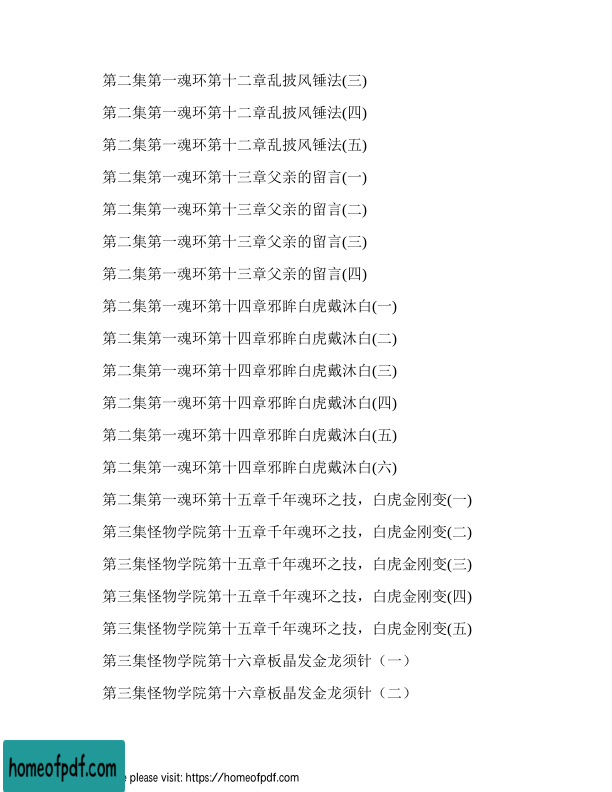 第二集第一魂环第十二章乱披风锤法(三)
第二集第一魂环第十二章乱披风锤法(四)
第二集第一魂环第十二章乱披风锤法(五)
第二集第一魂环第十三章父亲的留言(一)
第二集第一魂环第十三章父亲的留言(二)
第二集第一魂环第十三章父亲的留言(三)
第二集第一魂环第十三章父亲的留言(四)
第二集第一魂环第十四章邪眸白虎戴沐白(一)
第二集第一魂环第十四章邪眸白虎戴沐白(二)
第二集第一魂环第十四章邪眸白虎戴沐白(三)
第二集第一魂环第十四章邪眸白虎戴沐白(四)
第二集第一魂环第十四章邪眸白虎戴沐白(五)
第二集第一魂环第十四章邪眸白虎戴沐白(六)
第二集第一魂环第十五章千年魂环之技，白虎金刚变(一)
第三集怪物学院第十五章千年魂环之技，白虎金刚变(二)
第三集怪物学院第十五章千年魂环之技，白虎金刚变(三)
第三集怪物学院第十五章千年魂环之技，白虎金刚变(四)
第三集怪物学院第十五章千年魂环之技，白虎金刚变(五)
第三集怪物学院第十六章板晶发金龙须针（一）
第三集怪物学院第十六章板晶发金龙须针（二）
homeofpdf.com please visit: https://homeofpdf.com